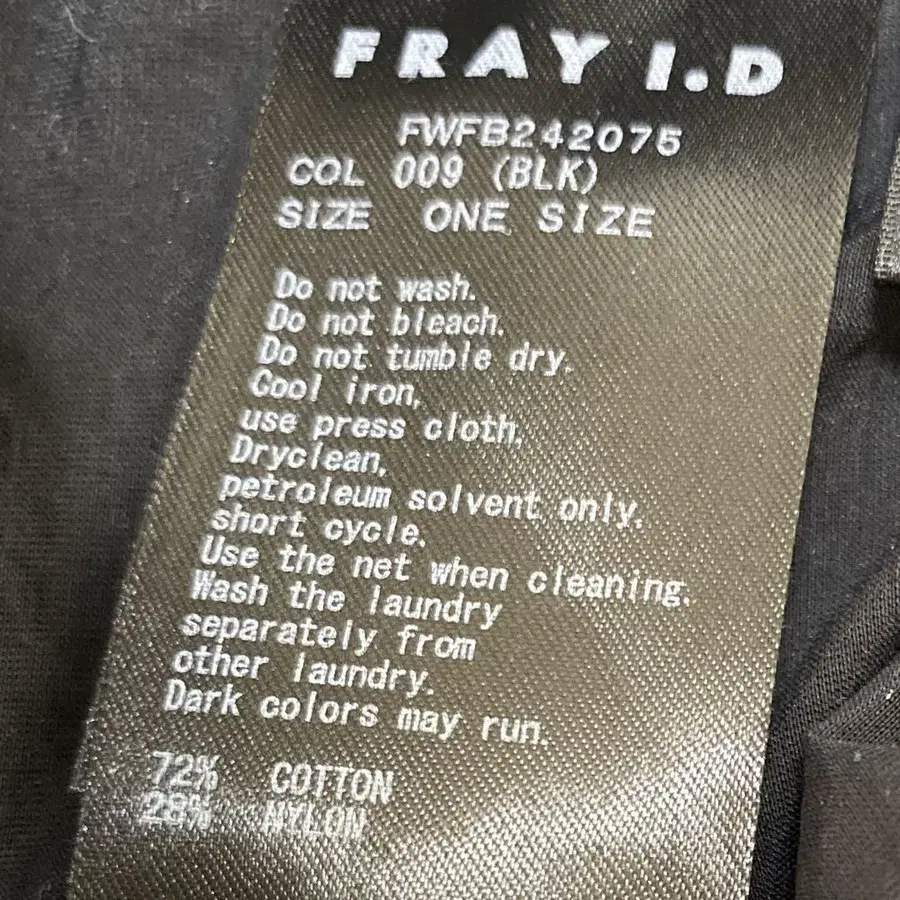 FRAY I.D
FWFB242075
COL 009 (BLK)
SIZE ONE SIZE
Do not wash.
Do not bleach.
Do not tumble dry.
Cool iron,
use press cloth.
Dryclean,
petroleum solvent only.
short cycle.
Use the net when cleaning.
Wash the laundry
separately from
other laundry.
Dark colors may run.
72% COTTON
28% NYLON